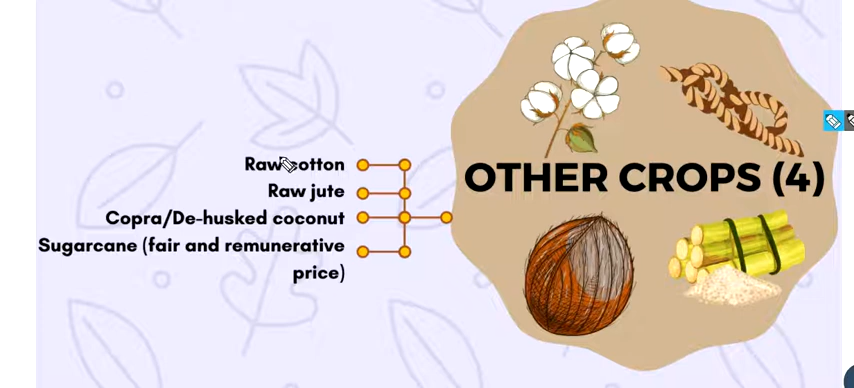 Raw cotton
Raw jute
Copra/De-husked coconut
Sugarcane (fair and remunerative
price)
OTHER CROPS (4)